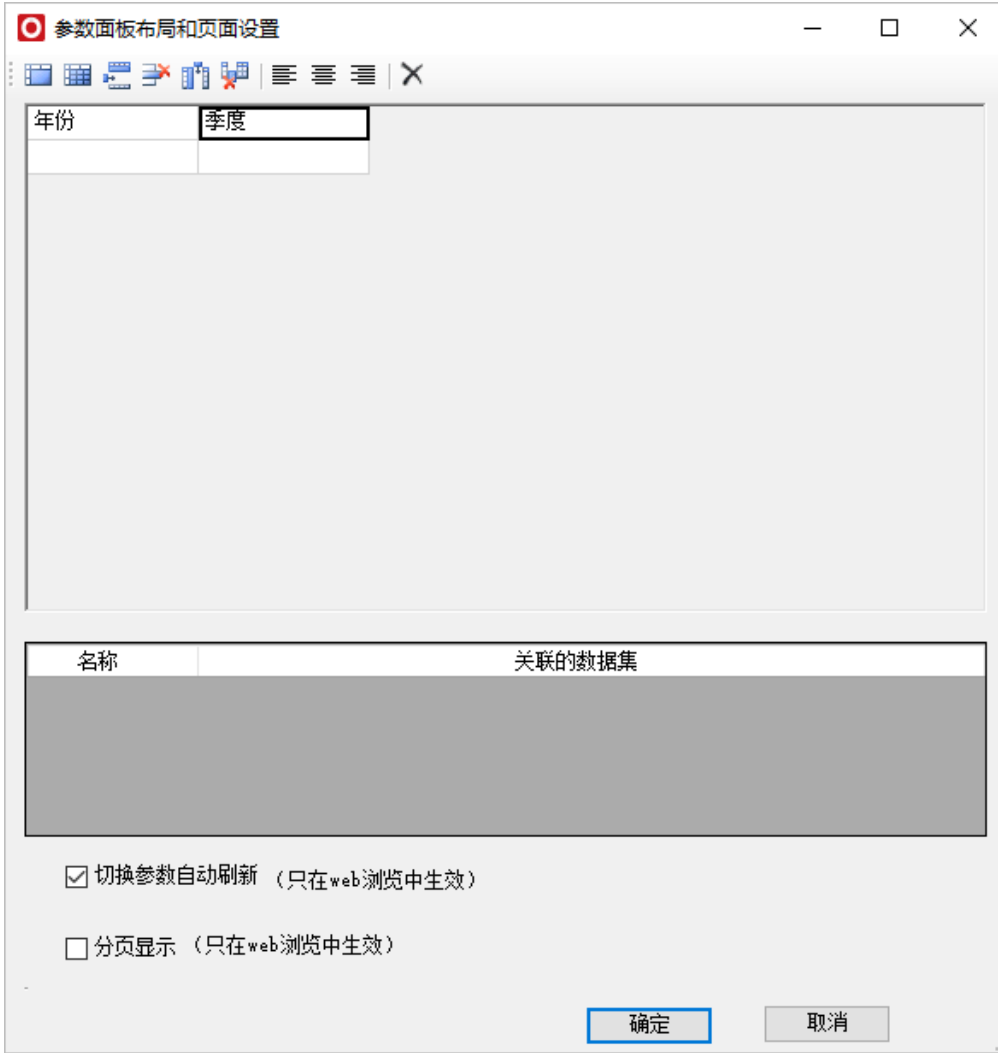 参数面板布局和页面设置
年份 季度
名称 关联的数据集
切换参数自动刷新 （只在web浏览中生效）
分页显示 （只在web浏览中生效）
确定 取消